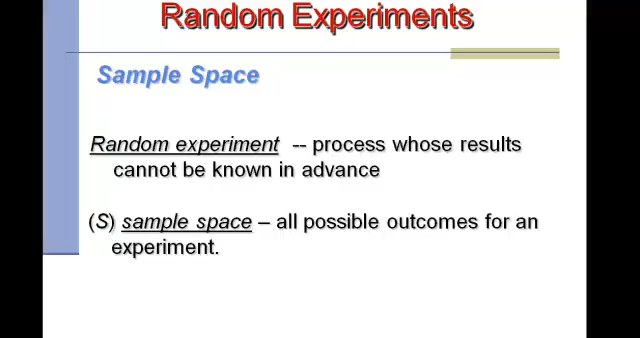 Random Experiments
Sample Space
Random experiment -- process whose results
cannot be known in advance
(S) sample space – all possible outcomes for an
experiment.